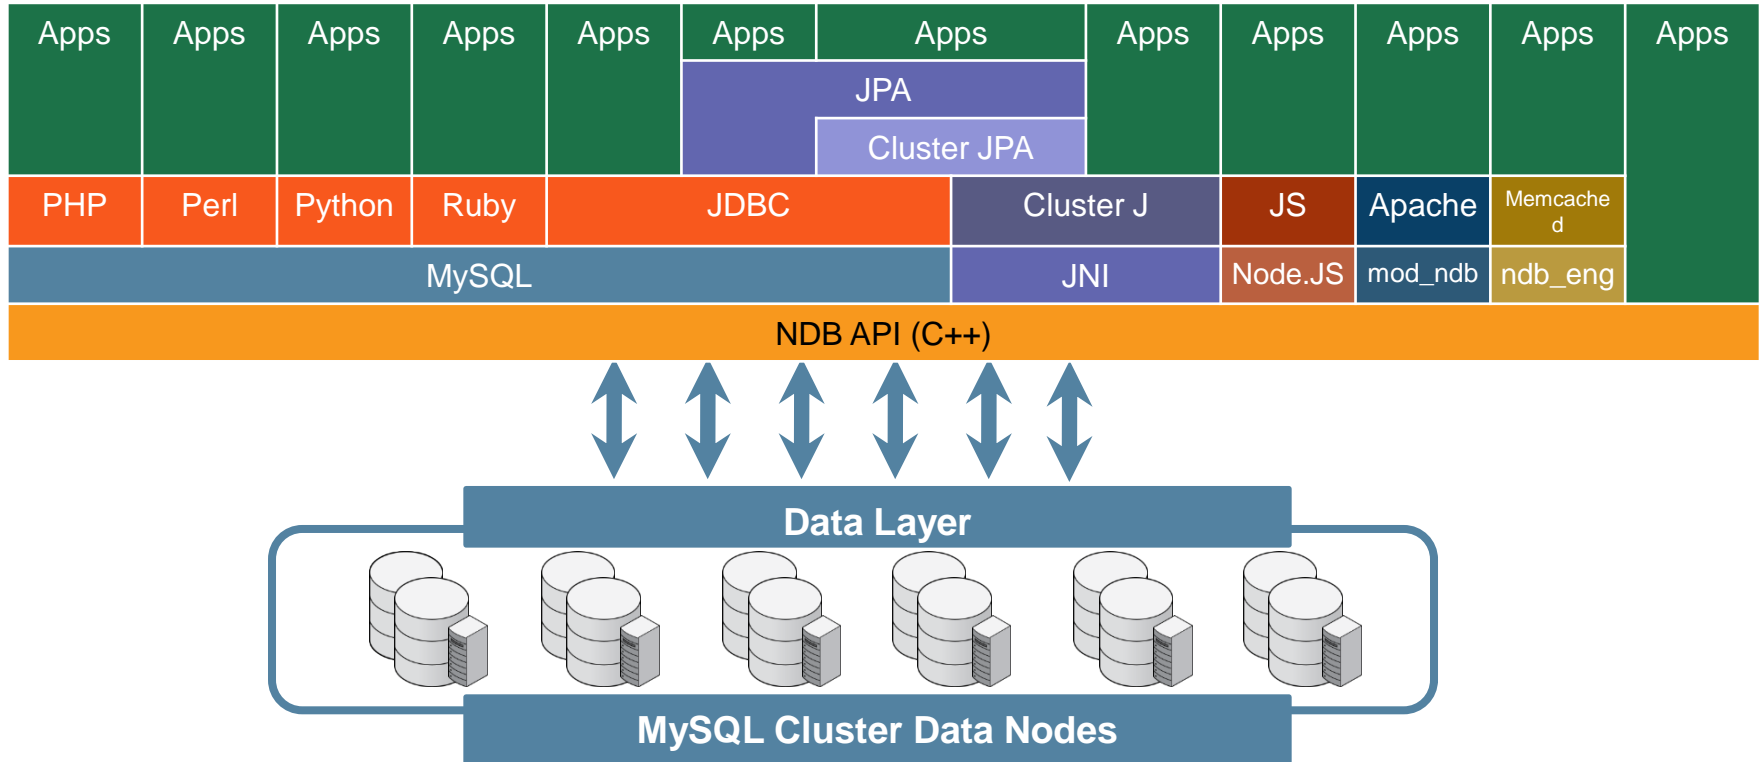 Apps Apps Apps Apps Apps Apps Apps Apps Apps Apps Apps Apps
JPA
Cluster JPA
PHP Perl Python Ruby JDBC Cluster J JS Apache Memcache
d
MySQL JNI Node.JS mod_ndb ndb_eng
NDB API (C++)
Data Layer
MySQL Cluster Data Nodes